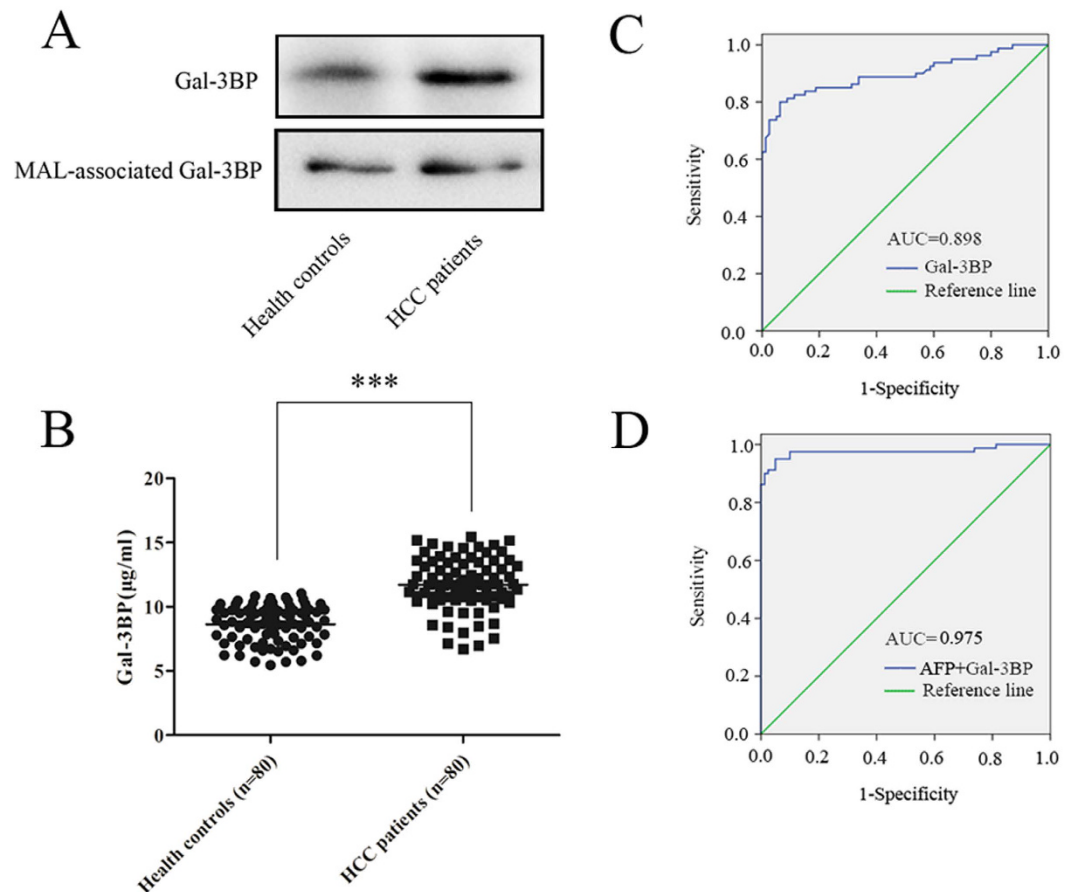 A
Gal-3BP
MAL-associated Gal-3BP
Health controls
HCC patients
B
***
Gal-3BP(μg/ml)
20
15
10
5
0
Health controls (n=80)
HCC patients (n=80)
C
Sensitivity
1.0
0.8
0.6
0.4
0.2
0.0
AUC=0.898
Gal-3BP
Reference line
0.0 0.2 0.4 0.6 0.8 1.0
1-Specificity
D
Sensitivity
1.0
0.8
0.6
0.4
0.2
0.0
AUC=0.975
AFP+Gal-3BP
Reference line
0.0 0.2 0.4 0.6 0.8 1.0
1-Specificity